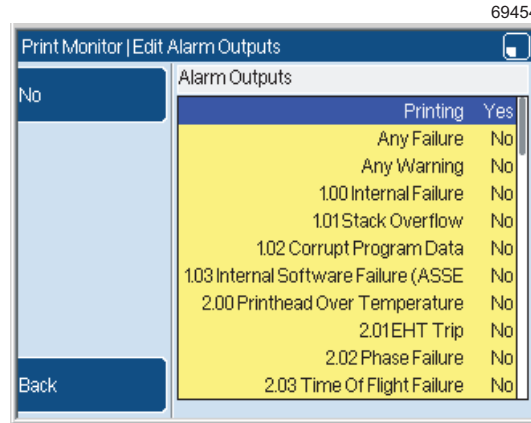 69454
Print Monitor | Edit Alarm Outputs
No
Alarm Outputs
Printing Yes
Any Failure No
Any Warning No
1.00 Internal Failure No
1.01 Stack Overflow No
1.02 Corrupt Program Data No
1.03 Internal Software Failure (ASSE No
2.00 Printhead Over Temperature No
2.01 EHT Trip No
2.02 Phase Failure No
2.03 Time Of Flight Failure No
Back